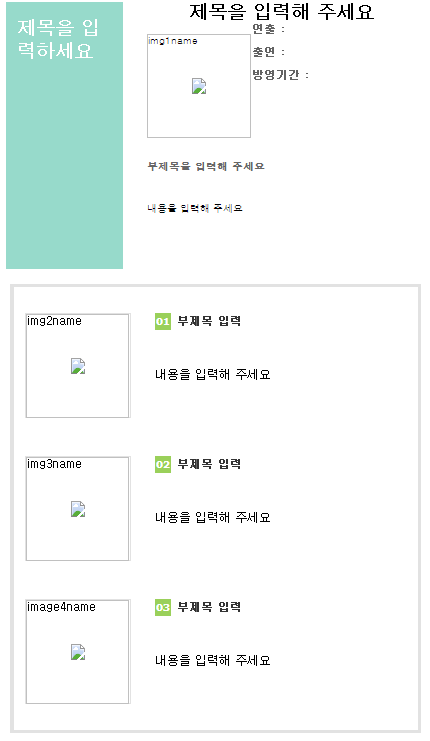 제목을 입
력하세요
제목을 입력해 주세요
img1name
연출 :
출연 :
방영기간 :
부제목을 입력해 주세요
내용을 입력해 주세요
img2name
01 부제목 입력
내용을 입력해 주세요
img3name
02 부제목 입력
내용을 입력해 주세요
image4name
03 부제목 입력
내용을 입력해 주세요